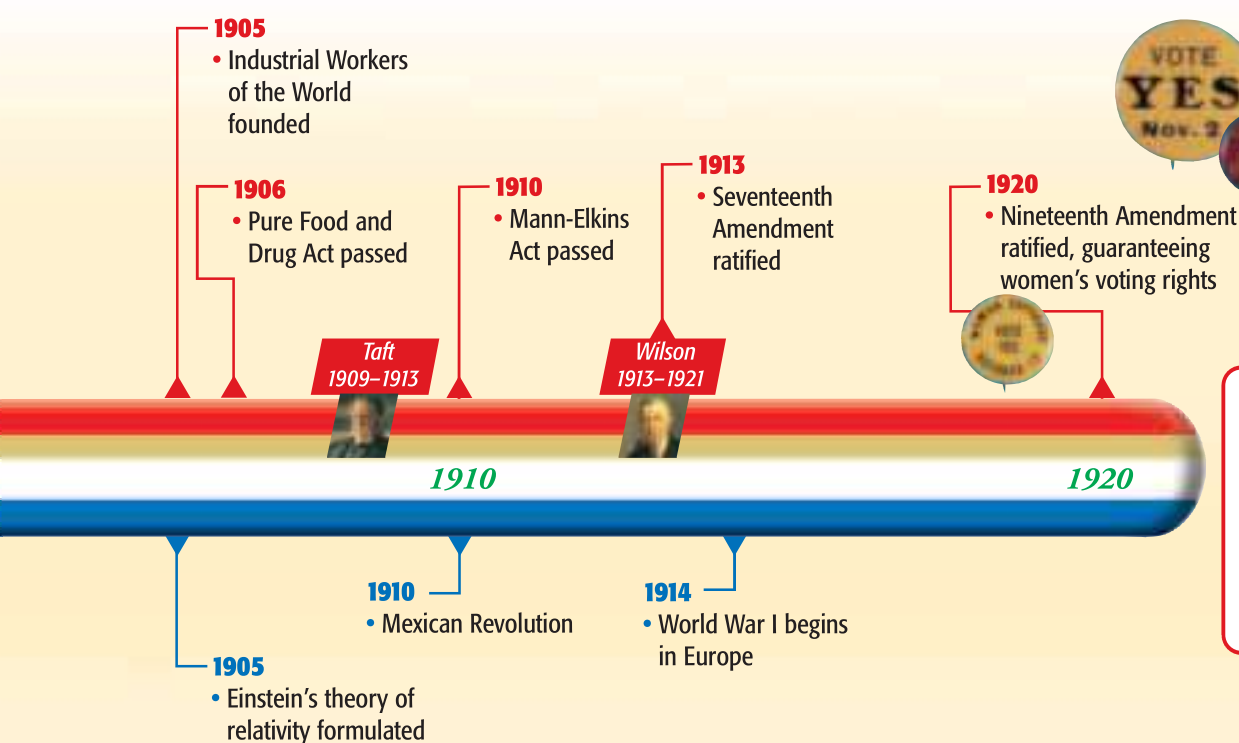 1905
• Industrial Workers
of the World
founded
1906
• Pure Food and
Drug Act passed
1910
• Mann-Elkins
Act passed
1913
• Seventeenth
Amendment
ratified
1920
• Nineteenth Amendment
ratified, guaranteeing
women's voting rights
VOTE
YES
Nov. 2
Taft
1909–1913
Wilson
1913–1921
1910
1920
1910
• Mexican Revolution
1914
• World War I begins
in Europe
1905
• Einstein's theory of
relativity formulated